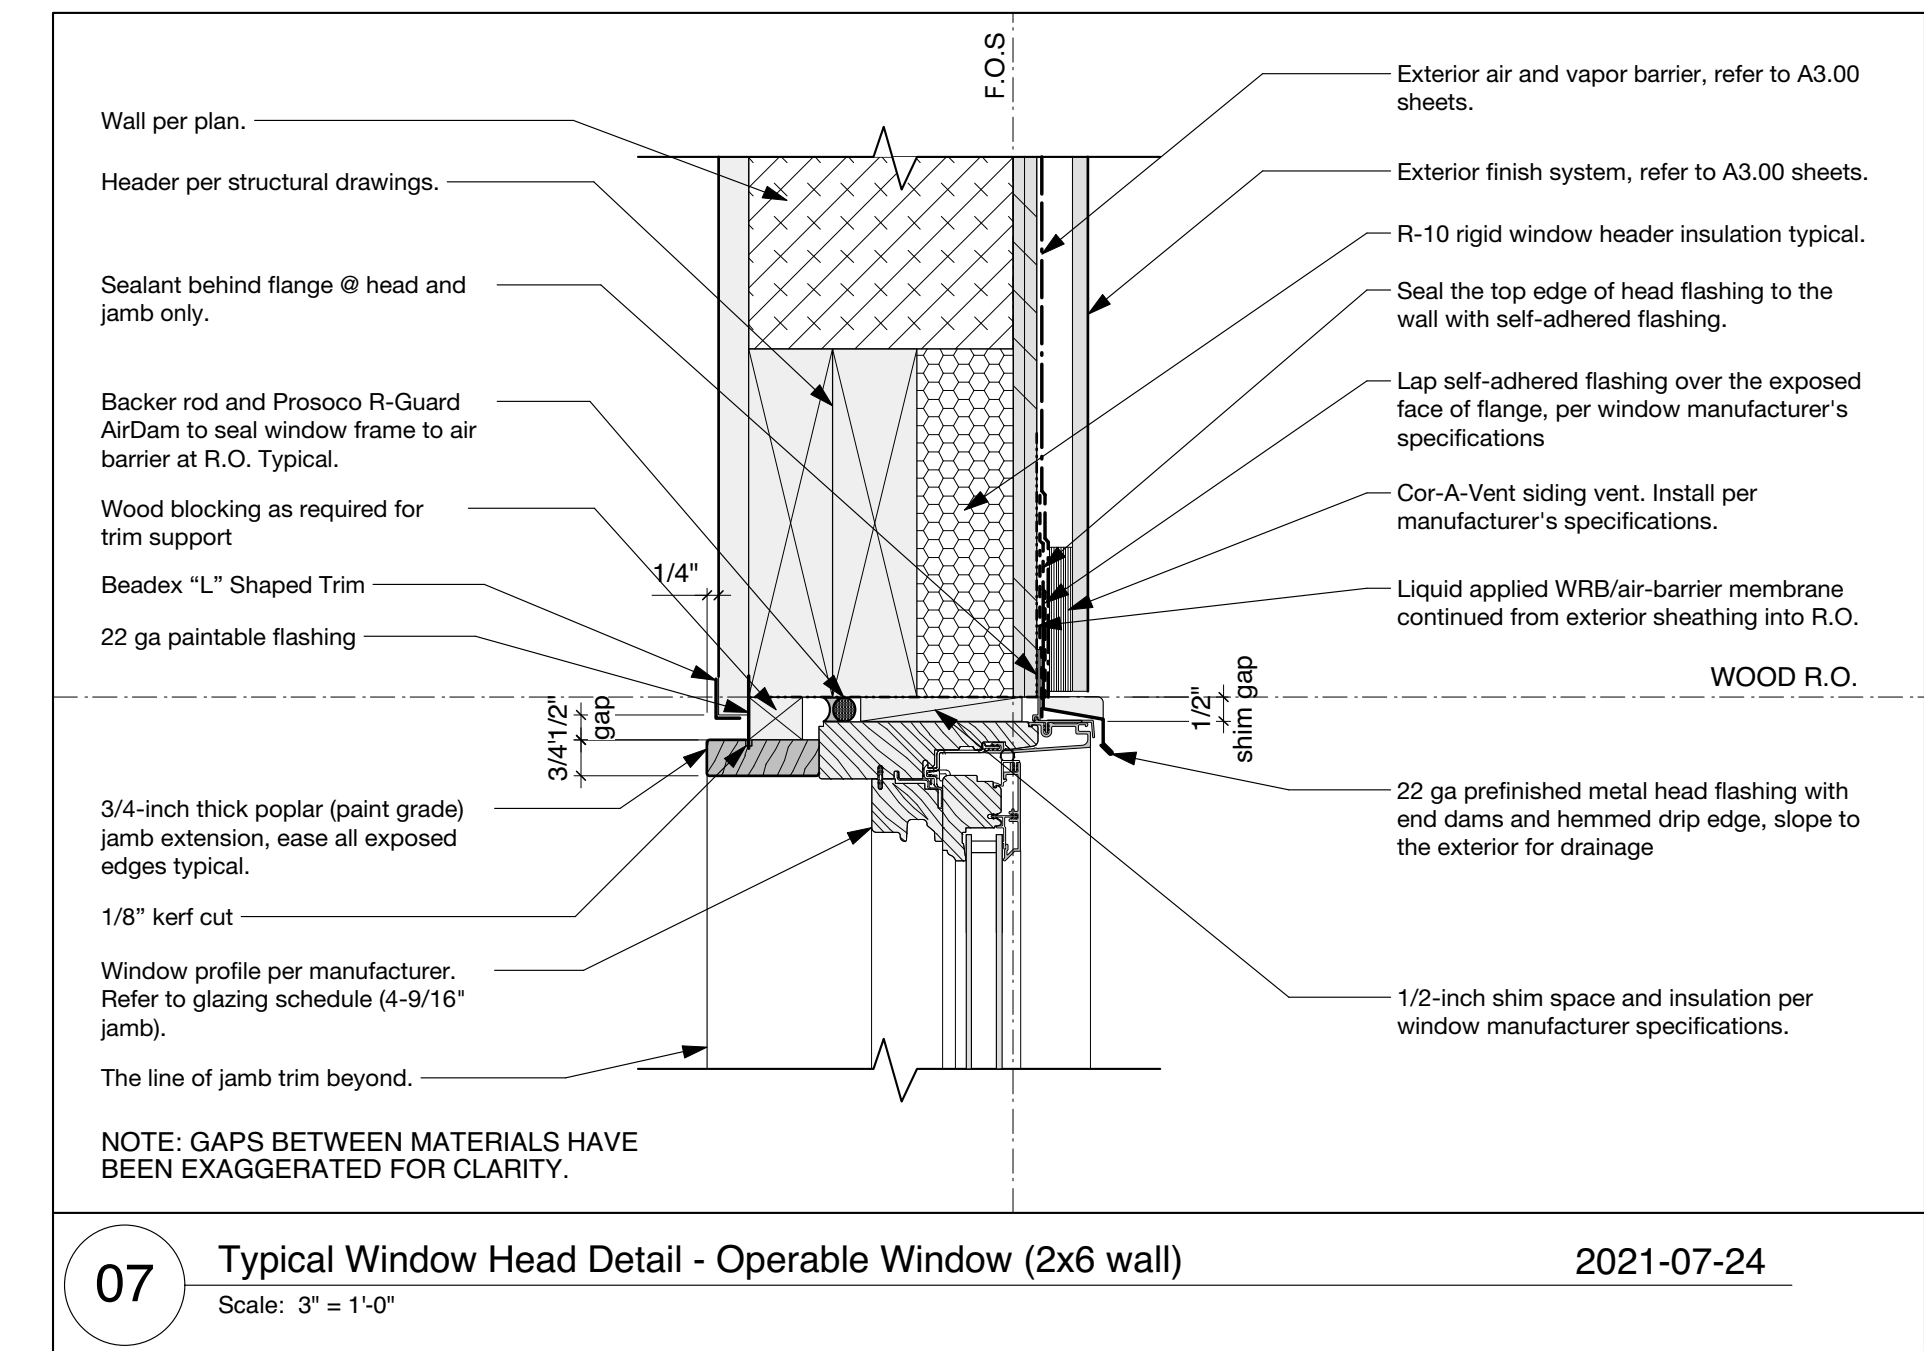 F.O.S
Wall per plan.
Header per structural drawings.
Sealant behind flange @ head and
jamb only.
Backer rod and Prosoco R-Guard
AirDam to seal window frame to air
barrier at R.O. Typical.
Wood blocking as required for
trim support
Beadex “L” Shaped Trim
22 ga paintable flashing
3/4-inch thick poplar (paint grade)
jamb extension, ease all exposed
edges typical.
1/8” kerf cut
Window profile per manufacturer.
Refer to glazing schedule (4-9/16"
jamb).
The line of jamb trim beyond.
NOTE: GAPS BETWEEN MATERIALS HAVE
BEEN EXAGGERATED FOR CLARITY.
1/4"
1/2"
gap
3/4"
1/2"
shim gap
Exterior air and vapor barrier, refer to A3.00
sheets.
Exterior finish system, refer to A3.00 sheets.
R-10 rigid window header insulation typical.
Seal the top edge of head flashing to the
wall with self-adhered flashing.
Lap self-adhered flashing over the exposed
face of flange, per window manufacturer's
specifications
Cor-A-Vent siding vent. Install per
manufacturer's specifications.
Liquid applied WRB/air-barrier membrane
continued from exterior sheathing into R.O.
WOOD R.O.
22 ga prefinished metal head flashing with
end dams and hemmed drip edge, slope to
the exterior for drainage
1/2-inch shim space and insulation per
window manufacturer specifications.
07
Typical Window Head Detail - Operable Window (2x6 wall)
2021-07-24
Scale: 3" = 1'-0"